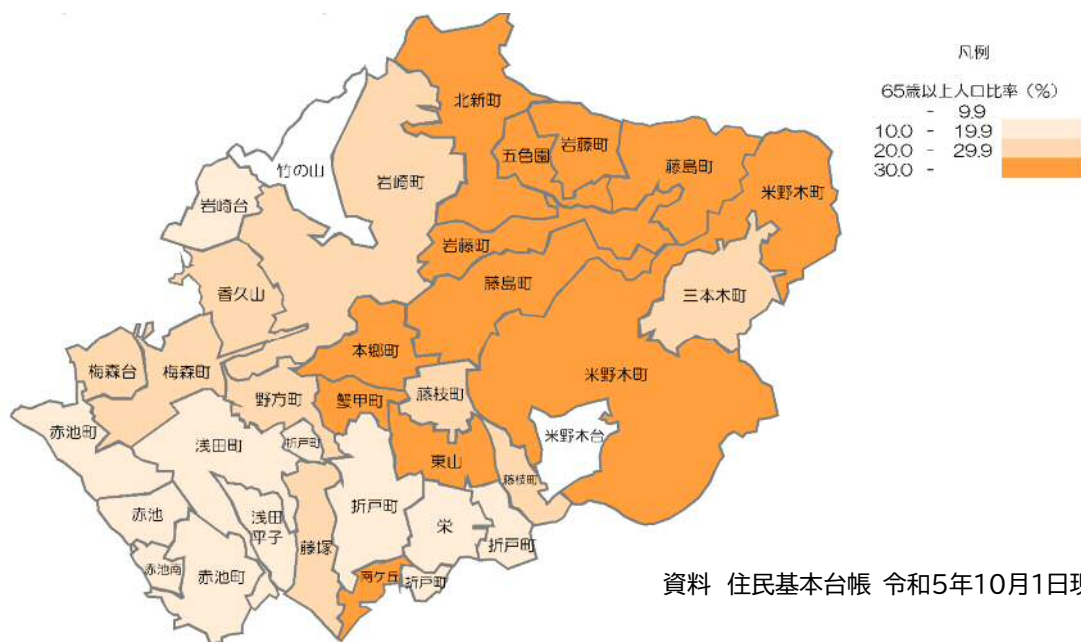 凡例
65歳以上人口比率（%）
- 9.9
10.0 - 19.9
20.0 - 29.9
30.0 -
北新町
五色園
岩藤町
藤島町
米野木町
竹の山
岩崎町
岩崎台
岩藤町
藤島町
三本木町
香久山
本郷町
米野木町
梅森台
梅森町
野方町
蟹甲町
藤枝町
赤池町
浅田町
折戸町
東山
米野木台
藤枝町
赤池
浅田
平子
藤塚
折戸町
栄
折戸町
赤池南
赤池町
南ケ丘
折戸町
資料 住民基本台帳 令和5年10月1日現